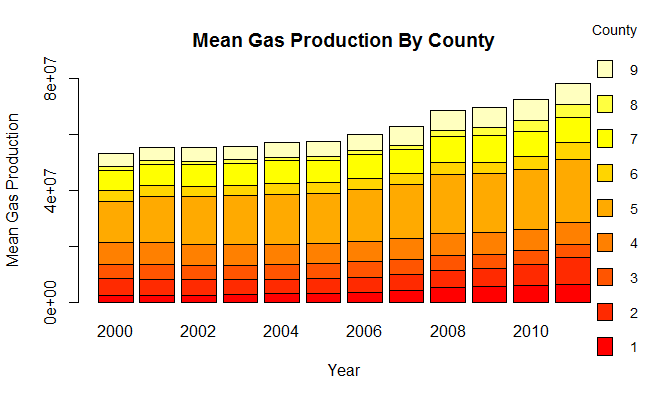 Mean Gas Production By County
County
9
8
7
6
5
4
3
2
1
Mean Gas Production
8e+07
4e+07
0e+00
2000 2002 2004 2006 2008 2010
Year